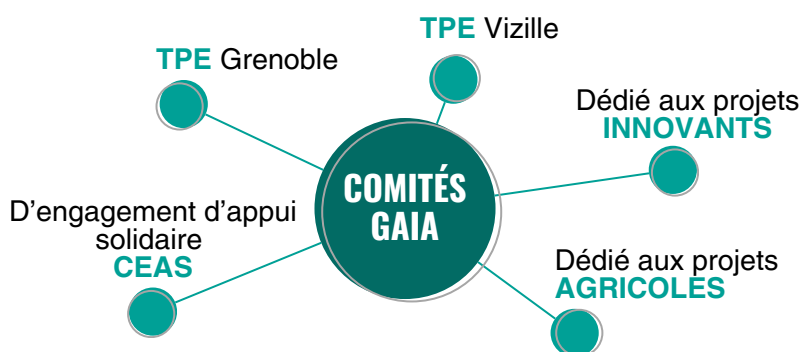 TPE Vizille
TPE Grenoble
Dédié aux projets
INNOVANTS
COMITÉS
GAIA
D’engagement d’appui
solidaire
CEAS
Dédié aux projets
AGRICOLES